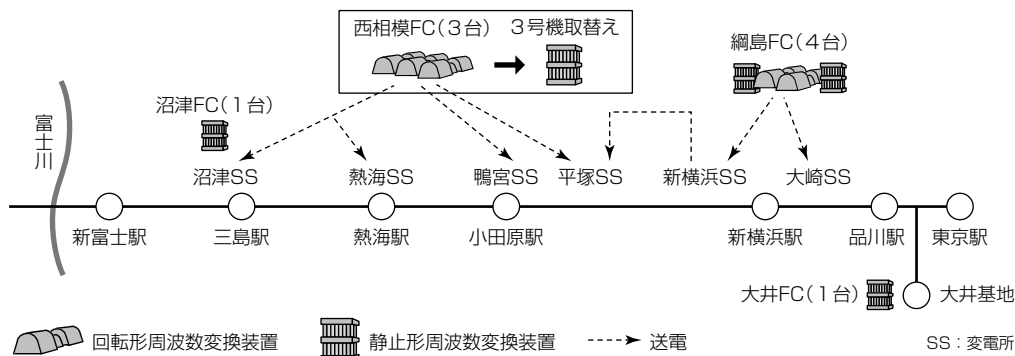 西相模FC(3台) 3号機取替え
綱島FC(4台)
沼津FC(1台)
富士川
沼津SS 熱海SS 鴨宮SS 平塚SS 新横浜SS 大崎SS
新富士駅 三島駅 熱海駅 小田原駅 新横浜駅 品川駅 東京駅
大井FC(1台) 大井基地
回転形周波数変換装置 静止形周波数変換装置 送電 SS:変電所